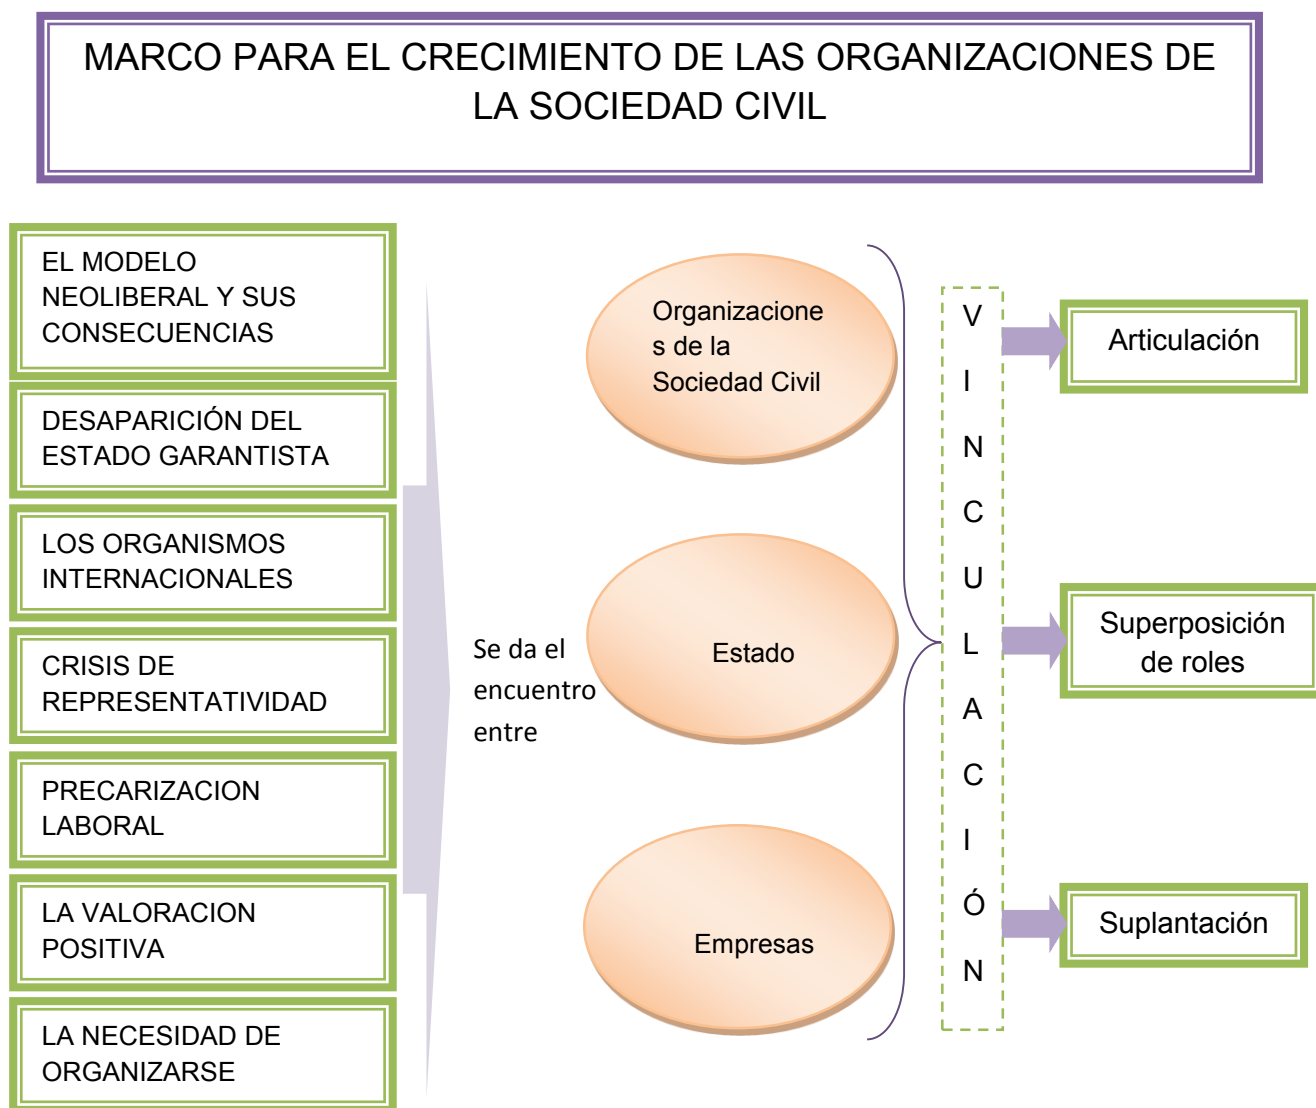 MARCO PARA EL CRECIMIENTO DE LAS ORGANIZACIONES DE
LA SOCIEDAD CIVIL
EL MODELO
NEOLIBERAL Y SUS
CONSECUENCIAS
DESAPARICIÓN DEL
ESTADO GARANTISTA
LOS ORGANISMOS
INTERNACIONALES
CRISIS DE
REPRESENTATIVIDAD
PRECARIZACION
LABORAL
LA VALORACION
POSITIVA
LA NECESIDAD DE
ORGANIZARSE
Se da el
encuentro
entre
Organizacione
s de la
Sociedad Civil
Estado
Empresas
V
I
N
C
U
L
A
C
I
Ó
N
Articulación
Superposición
de roles
Suplantación